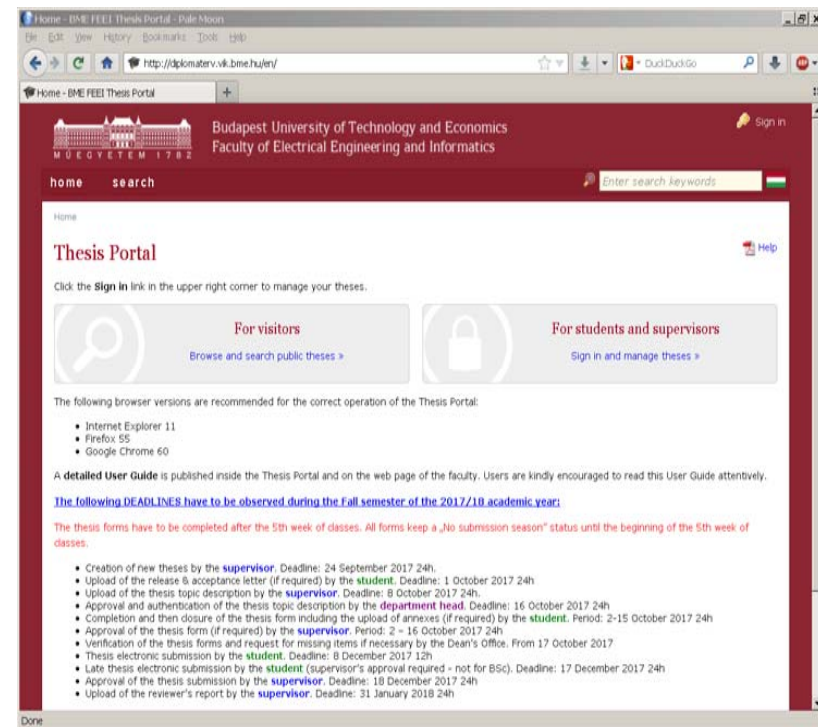 Home - BME FEEI Thesis Portal - Pale Moon
File Edit View History Bookmarks Tools Help
http://diplomaterv.vik.bme.hu/en/
DuckDuckGo
Home - BME FEEI Thesis Portal
Budapest University of Technology and Economics
Sign in
Faculty of Electrical Engineering and Informatics
MŰEGYETEM 1782
home search
Enter search keywords
Home
Thesis Portal
Help
Click the Sign in link in the upper right corner to manage your theses.
For visitors
Browse and search public theses »
For students and supervisors
Sign in and manage theses »
The following browser versions are recommended for the correct operation of the Thesis Portal:
• Internet Explorer 11
• Firefox 55
• Google Chrome 60
A detailed User Guide is published inside the Thesis Portal and on the web page of the faculty. Users are kindly encouraged to read this User Guide attentively.
The following DEADLINES have to be observed during the Fall semester of the 2017/18 academic year:
The thesis forms have to be completed after the 5th week of classes. All forms keep a „No submission season" status until the beginning of the 5th week of
classes.
• Creation of new theses by the supervisor. Deadline: 24 September 2017 24h.
• Upload of the release & acceptance letter (if required) by the student. Deadline: 1 October 2017 24h
• Upload of the thesis topic description by the supervisor. Deadline: 8 October 2017 24h.
• Approval and authentication of the thesis topic description by the department head. Deadline: 16 October 2017 24h
• Completion and then closure of the thesis form including the upload of annexes (if required) by the student. Period: 2-15 October 2017 24h
• Approval of the thesis form (if required) by the supervisor. Period: 2 – 16 October 2017 24h
• Verification of the thesis forms and request for missing items if necessary by the Dean's Office. From 17 October 2017
• Thesis electronic submission by the student. Deadline: 8 December 2017 12h
• Late thesis electronic submission by the student (supervisor's approval required - not for BSc). Deadline: 17 December 2017 24h
• Approval of the thesis submission by the supervisor. Deadline: 18 December 2017 24h
• Upload of the reviewer's report by the supervisor. Deadline: 31 January 2018 24h
Done